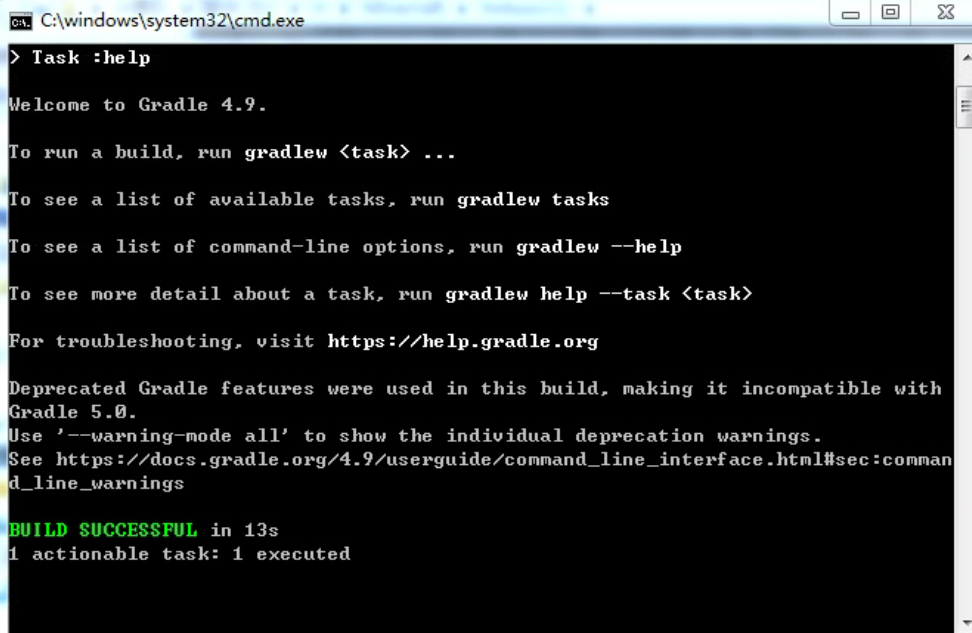 C:\windows\system32\cmd.exe
> Task :help
Welcome to Gradle 4.9.
To run a build, run gradlew <task> ...
To see a list of available tasks, run gradlew tasks
To see a list of command-line options, run gradlew --help
To see more detail about a task, run gradlew help --task <task>
For troubleshooting, visit https://help.gradle.org
Deprecated Gradle features were used in this build, making it incompatible with
Gradle 5.0.
Use '--warning-mode all' to show the individual deprecation warnings.
See https://docs.gradle.org/4.9/userguide/command_line_interface.html#sec:comman
d_line_warnings
BUILD SUCCESSFUL in 13s
1 actionable task: 1 executed